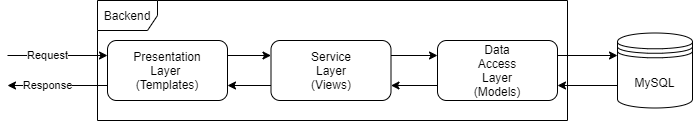 Backend
Request
Response
Presentation
Layer
(Templates)
Service
Layer
(Views)
Data
Access
Layer
(Models)
MySQL